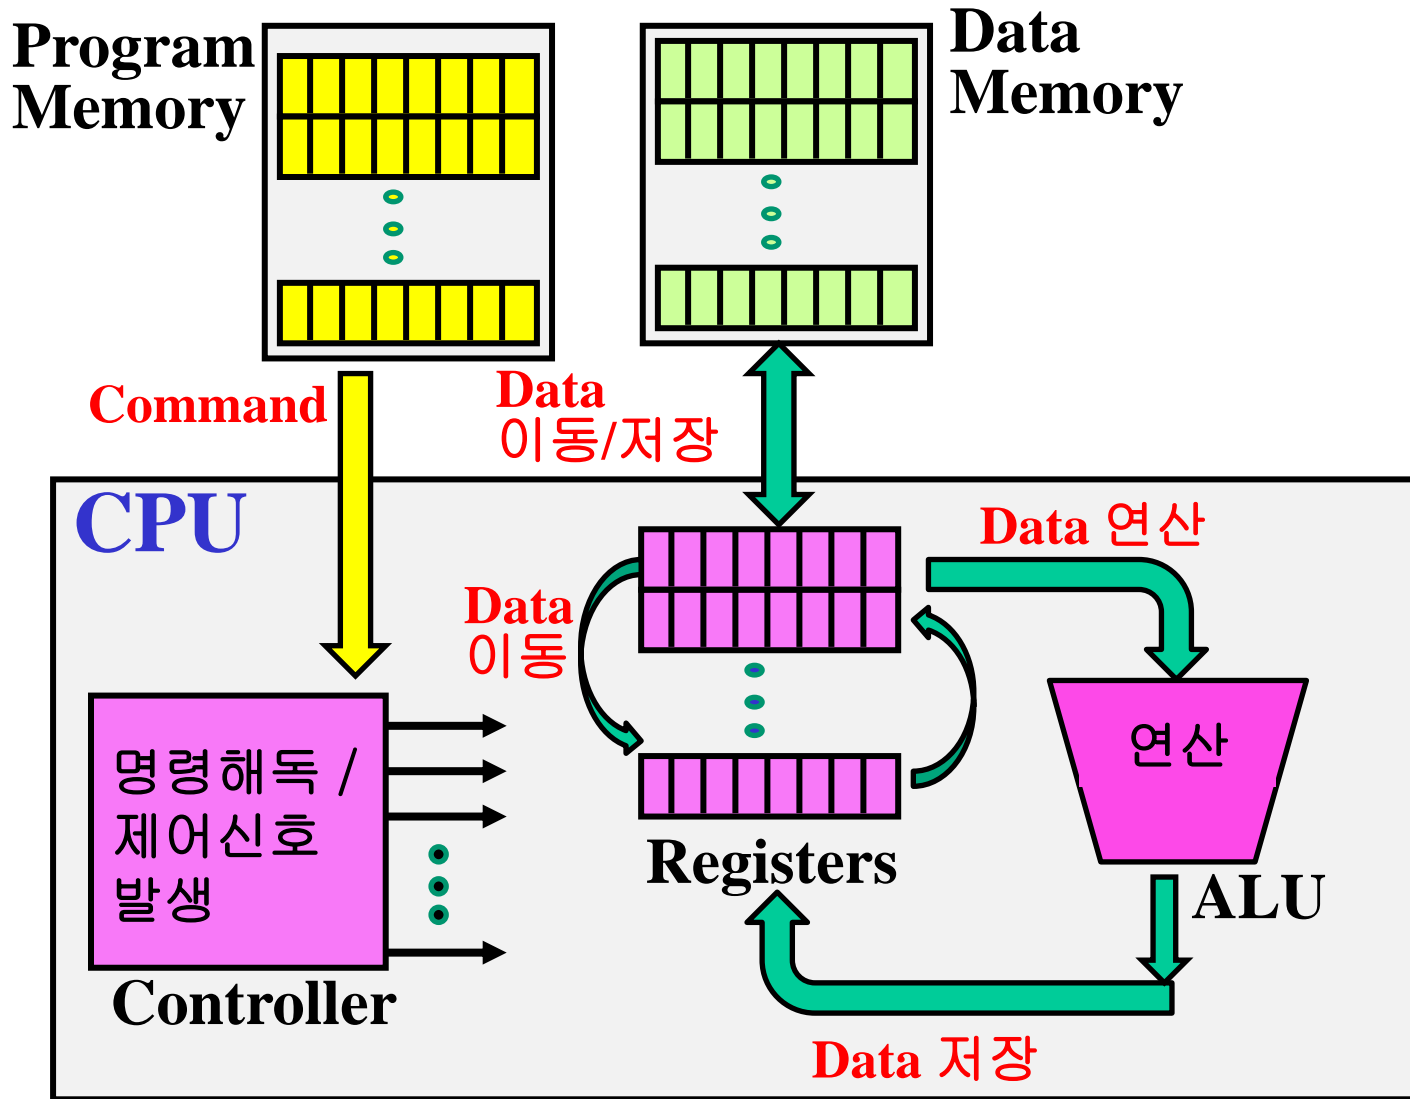 Program
Memory
Data
Memory
Command
Data
이동/저장
CPU
Data 연산
Data
이동
연산
명령해독 /
제어신호
발생
Registers
ALU
Controller
Data 저장